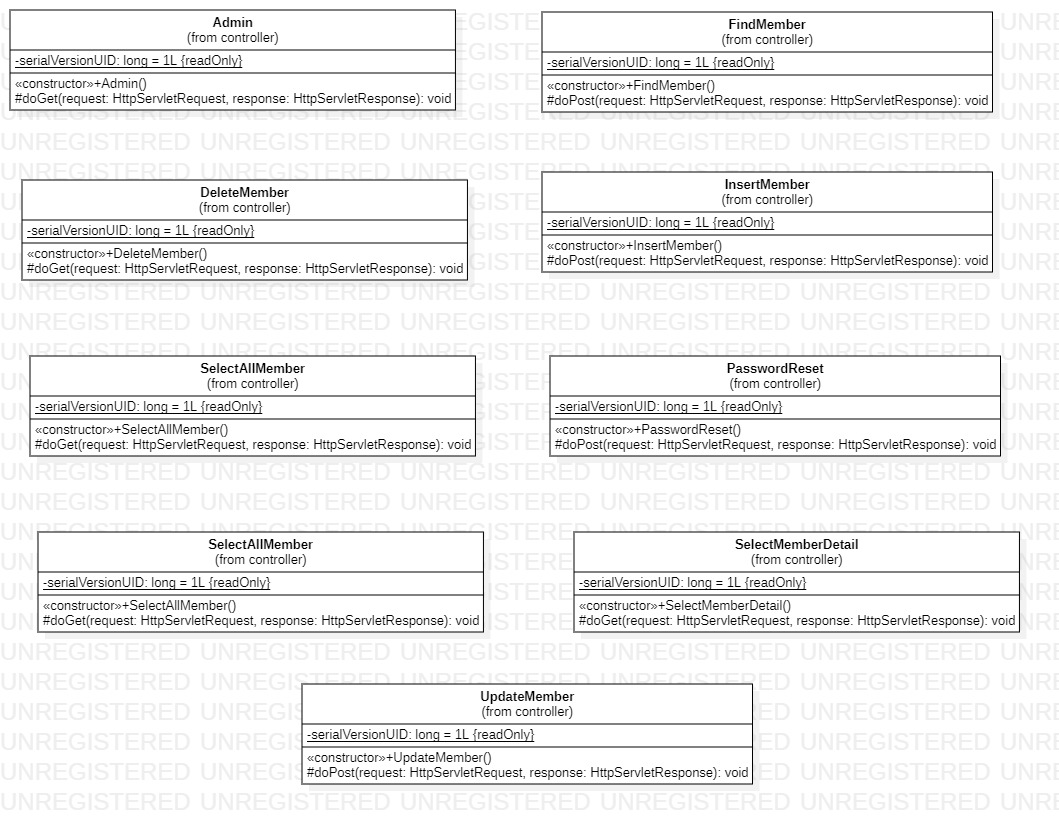 Admin
(from controller)
-serialVersionUID: long = 1L {readOnly}
«constructor»+Admin()
#doGet(request: HttpServletRequest, response: HttpServletResponse): void
FindMember
(from controller)
-serialVersionUID: long = 1L {readOnly}
«constructor»+FindMember()
#doPost(request: HttpServletRequest, response: HttpServletResponse): void
DeleteMember
(from controller)
-serialVersionUID: long = 1L {readOnly}
«constructor»+DeleteMember()
#doGet(request: HttpServletRequest, response: HttpServletResponse): void
InsertMember
(from controller)
-serialVersionUID: long = 1L {readOnly}
«constructor»+InsertMember()
#doPost(request: HttpServletRequest, response: HttpServletResponse): void
SelectAllMember
(from controller)
-serialVersionUID: long = 1L {readOnly}
«constructor»+SelectAllMember()
#doGet(request: HttpServletRequest, response: HttpServletResponse): void
PasswordReset
(from controller)
-serialVersionUID: long = 1L {readOnly}
«constructor»+PasswordReset()
#doPost(request: HttpServletRequest, response: HttpServletResponse): void
SelectAllMember
(from controller)
-serialVersionUID: long = 1L {readOnly}
«constructor»+SelectAllMember()
#doGet(request: HttpServletRequest, response: HttpServletResponse): void
SelectMemberDetail
(from controller)
-serialVersionUID: long = 1L {readOnly}
«constructor»+SelectMemberDetail()
#doGet(request: HttpServletRequest, response: HttpServletResponse): void
UpdateMember
(from controller)
-serialVersionUID: long = 1L {readOnly}
«constructor»+UpdateMember()
#doPost(request: HttpServletRequest, response: HttpServletResponse): void
UNREGISTERED UNREGISTERED UNREGISTERED UNREGISTERED UNREGISTERED